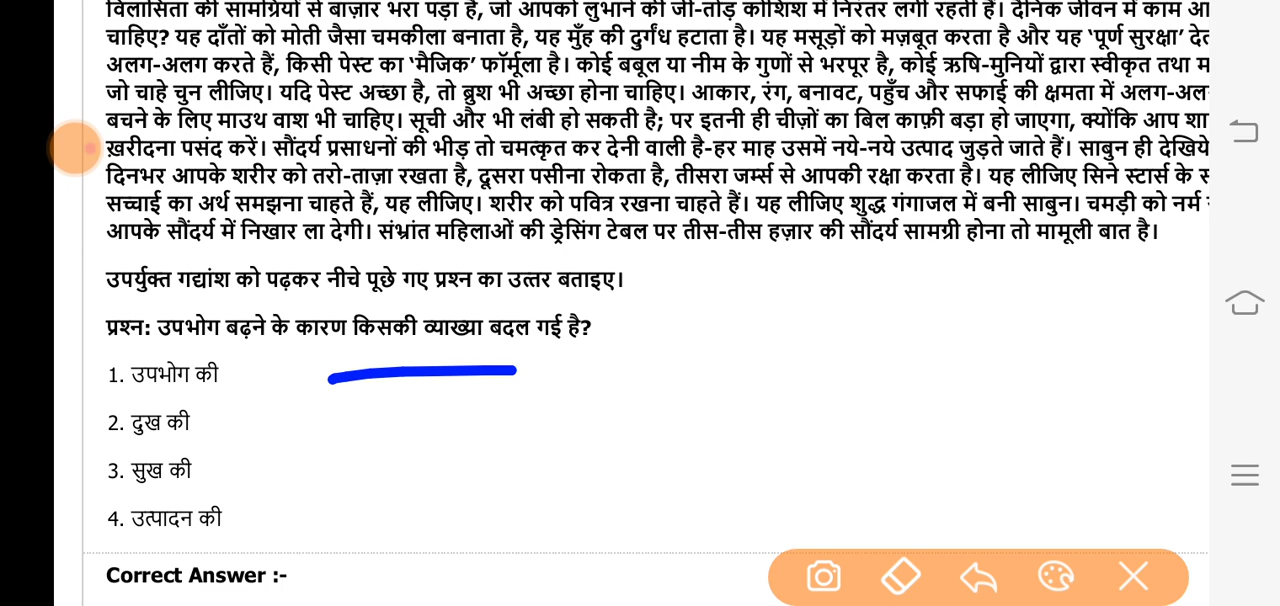 विलासिता की सामग्रियों से बाज़ार भरा पड़ा है, जो आपको लुभाने की जी-तोड़ कोशिश में निरंतर लगी रहती हैं। दैनिक जीवन में काम आ
चाहिए? यह दाँतों को मोती जैसा चमकीला बनाता है, यह मुँह की दुर्गंध हटाता है। यह मसूड़ों को मज़बूत करता है और यह 'पूर्ण सुरक्षा' देत
अलग-अलग करते हैं, किसी पेस्ट का 'मैजिक' फॉर्मूला है। कोई बबूल या नीम के गुणों से भरपूर है, कोई ऋषि-मुनियों द्वारा स्वीकृत तथा म
जो चाहे चुन लीजिए। यदि पेस्ट अच्छा है, तो ब्रुश भी अच्छा होना चाहिए। आकार, रंग, बनावट, पहुँच और सफाई की क्षमता में अलग-अल
बचने के लिए माउथ वाश भी चाहिए। सूची और भी लंबी हो सकती है; पर इतनी ही चीज़ों का बिल काफ़ी बड़ा हो जाएगा, क्योंकि आप शा
ख़रीदना पसंद करें। सौंदर्य प्रसाधनों की भीड़ तो चमत्कृत कर देने वाली है-हर माह उसमें नये-नये उत्पाद जुड़ते जाते हैं। साबुन ही देखिये
दिनभर आपके शरीर को तरो-ताज़ा रखता है, दूसरा पसीना रोकता है, तीसरा जर्म्स से आपकी रक्षा करता है। यह लीजिए सिने स्टार्स के स
सच्चाई का अर्थ समझना चाहते हैं, यह लीजिए। शरीर को पवित्र रखना चाहते हैं। यह लीजिए शुद्ध गंगाजल में बनी साबुन। चमड़ी को नर्म
आपके सौंदर्य में निखार ला देगी। संभ्रांत महिलाओं की ड्रेसिंग टेबल पर तीस-तीस हज़ार की सौंदर्य सामग्री होना तो मामूली बात है।
उपर्युक्त गद्यांश को पढ़कर नीचे पूछे गए प्रश्न का उत्तर बताइए।
प्रश्न: उपभोग बढ़ने के कारण किसकी व्याख्या बदल गई है?
1. उपभोग की
2. दुख की
3. सुख की
4. उत्पादन की
Correct Answer :-